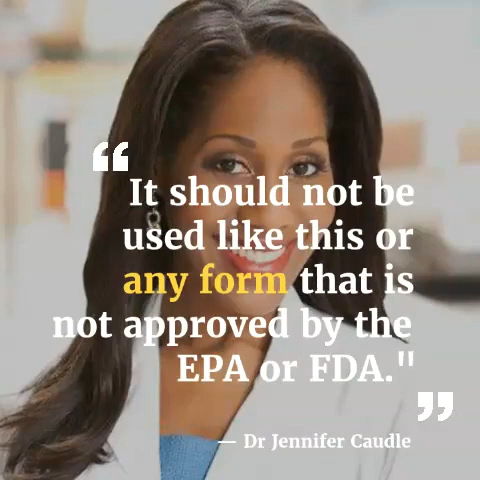 “
It should not be
used like this or
any form that is
not approved by the
EPA or FDA."
”
— Dr Jennifer Caudle